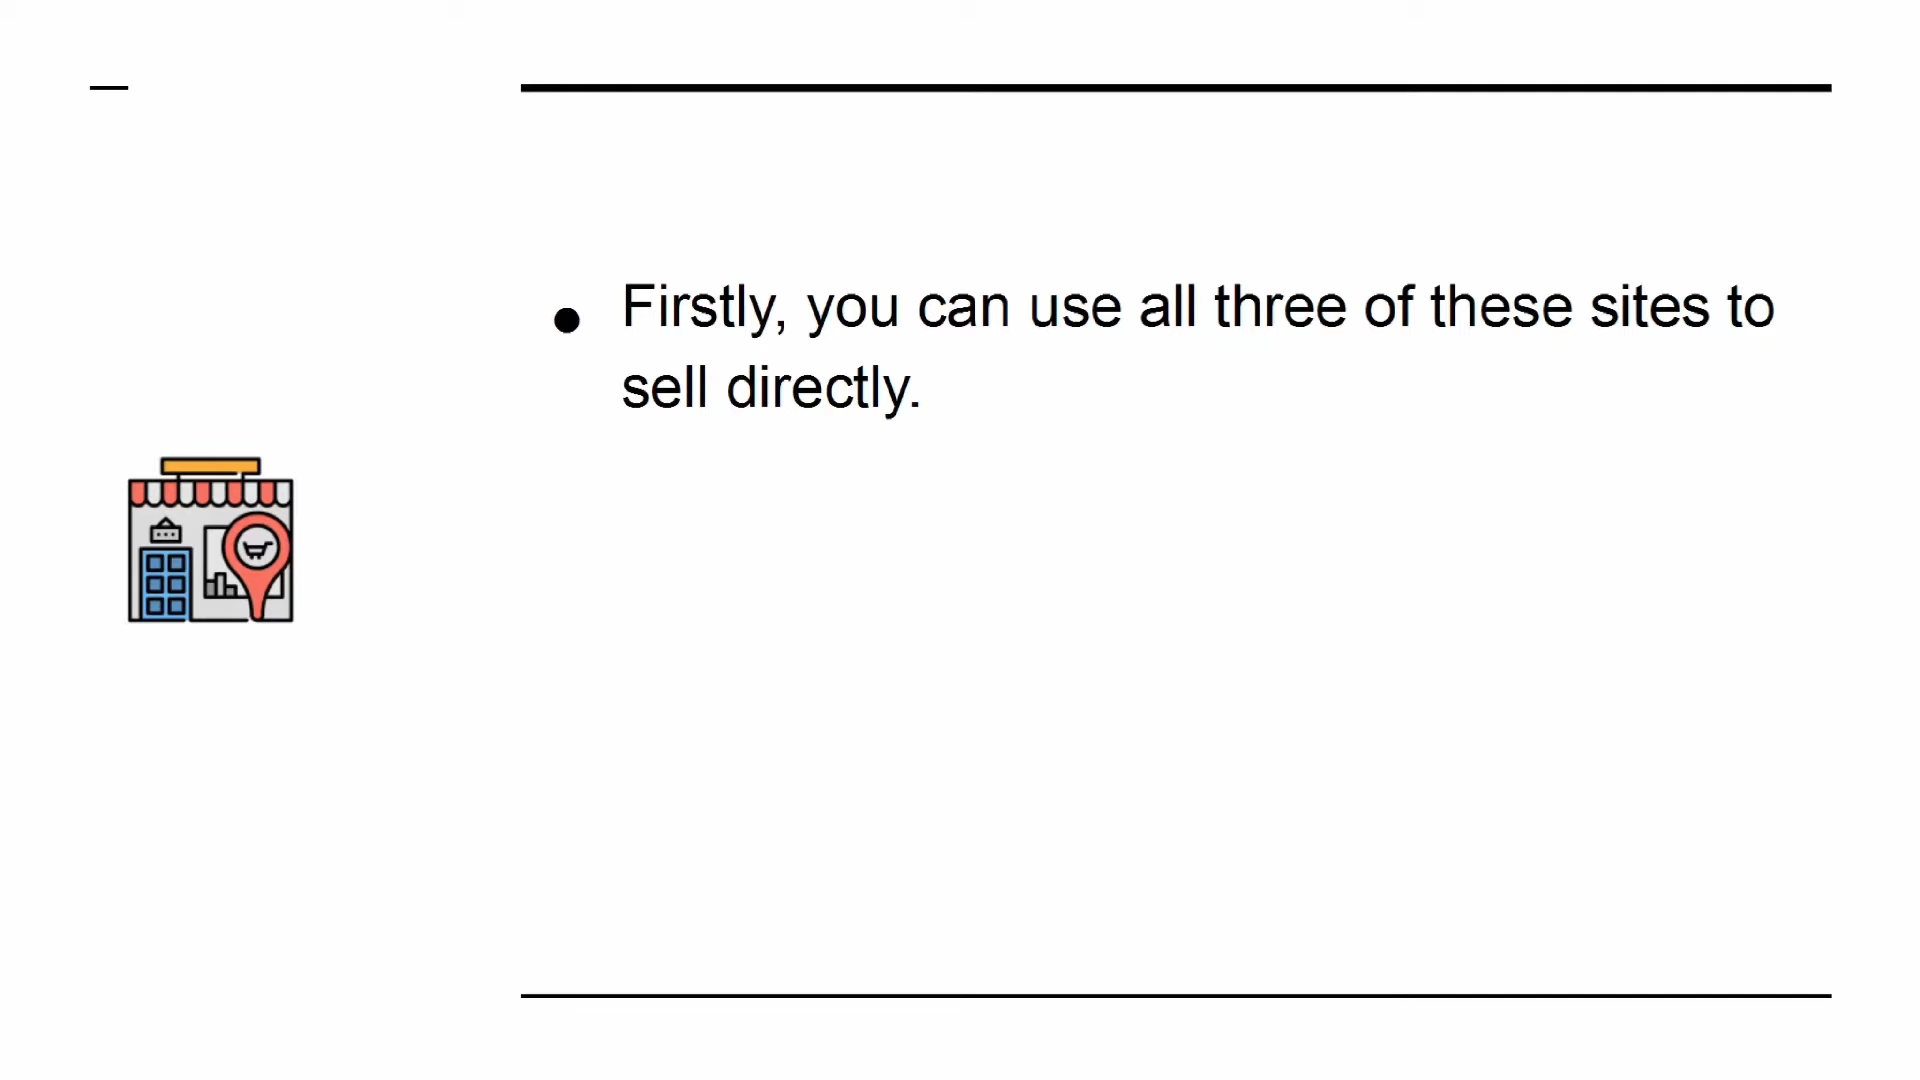 Firstly, you can use all three of these sites to
sell directly.